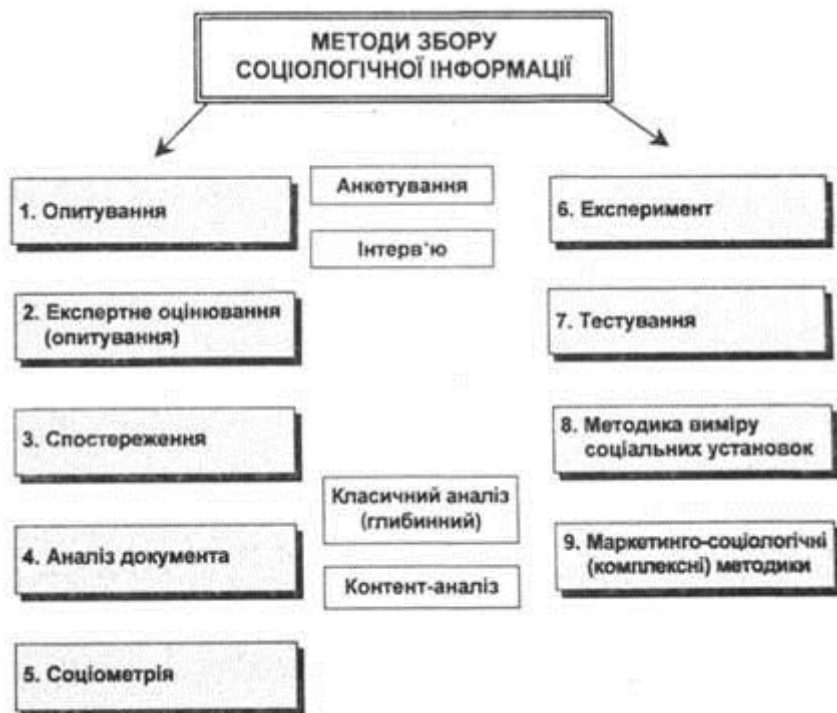 МЕТОДИ ЗБОРУ
СОЦІОЛОГІЧНОЇ ІНФОРМАЦІЇ
1. Опитування
Анкетування
Інтерв'ю
2. Експертне оцінювання
(опитування)
3. Спостереження
4. Аналіз документа
Класичний аналіз
(глибинний)
Контент-аналіз
5. Соціометрія
6. Експеримент
7. Тестування
8. Методика виміру
соціальних установок
9. Маркетинго-соціологічні
(комплексні) методики